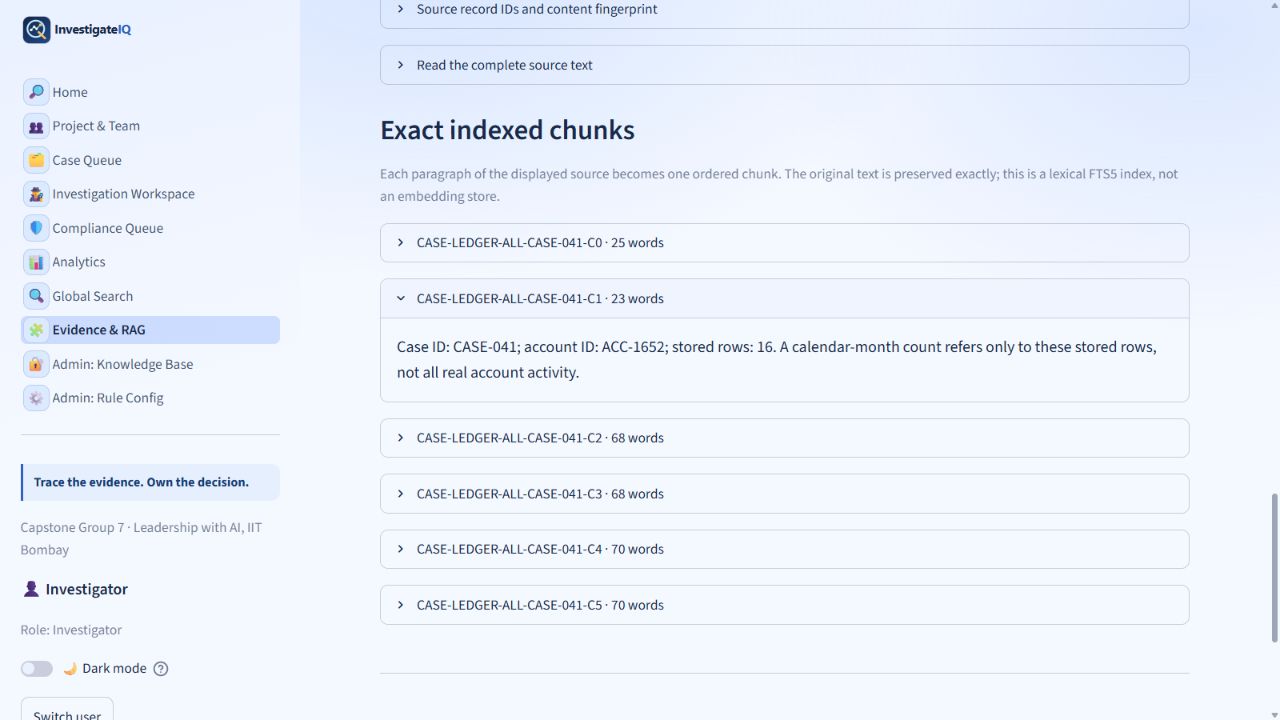 InvestigateIQ
Home
Project & Team
Case Queue
Investigation Workspace
Compliance Queue
Analytics
Global Search
Evidence & RAG
Admin: Knowledge Base
Admin: Rule Config
Trace the evidence. Own the decision.
Capstone Group 7 · Leadership with AI, IIT
Bombay
Investigator
Role: Investigator
Dark mode
Switch user
Source record IDs and content fingerprint
Read the complete source text
Exact indexed chunks
Each paragraph of the displayed source becomes one ordered chunk. The original text is preserved exactly; this is a lexical FTS5 index, not
an embedding store.
CASE-LEDGER-ALL-CASE-041-C0 · 25 words
CASE-LEDGER-ALL-CASE-041-C1 · 23 words
Case ID: CASE-041; account ID: ACC-1652; stored rows: 16. A calendar-month count refers only to these stored rows,
not all real account activity.
CASE-LEDGER-ALL-CASE-041-C2 · 68 words
CASE-LEDGER-ALL-CASE-041-C3 · 68 words
CASE-LEDGER-ALL-CASE-041-C4 · 70 words
CASE-LEDGER-ALL-CASE-041-C5 · 70 words